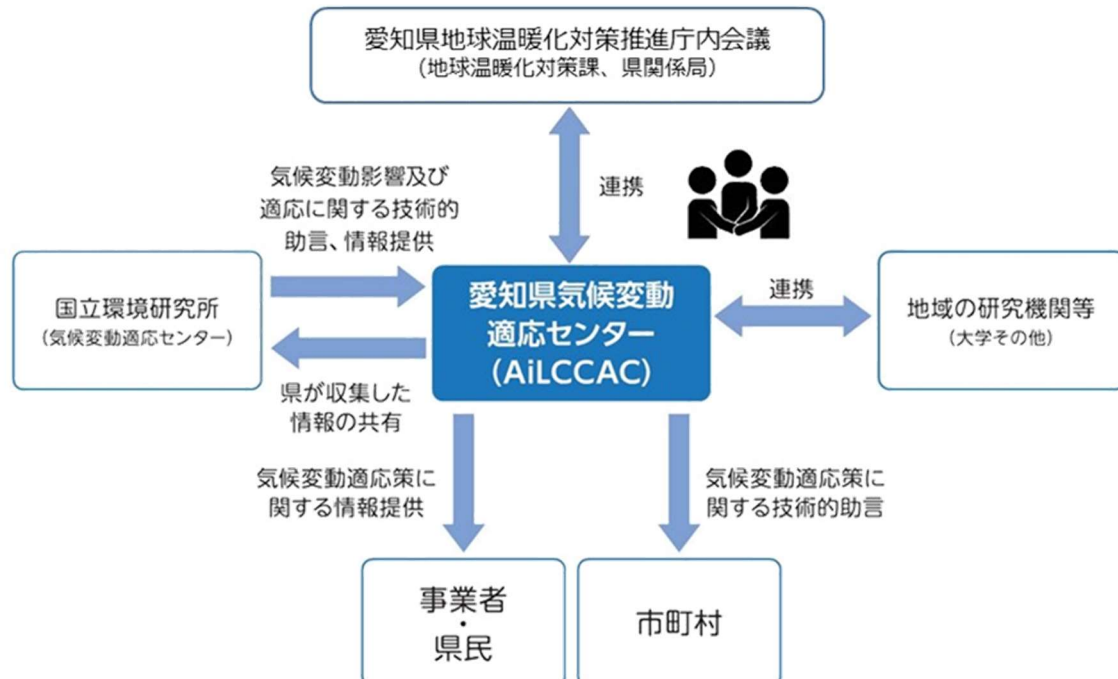 愛知県地球温暖化対策推進庁内会議
(地球温暖化対策課、県関係局)
気候変動影響及び
適応に関する技術的
助言、情報提供
連携
国立環境研究所
(気候変動適応センター)
愛知県気候変動
適応センター
(AiLCCAC)
連携
地域の研究機関等
(大学その他)
県が収集した
情報の共有
気候変動適応策に
関する情報提供
気候変動適応策に
関する技術的助言
事業者
・
県民
市町村